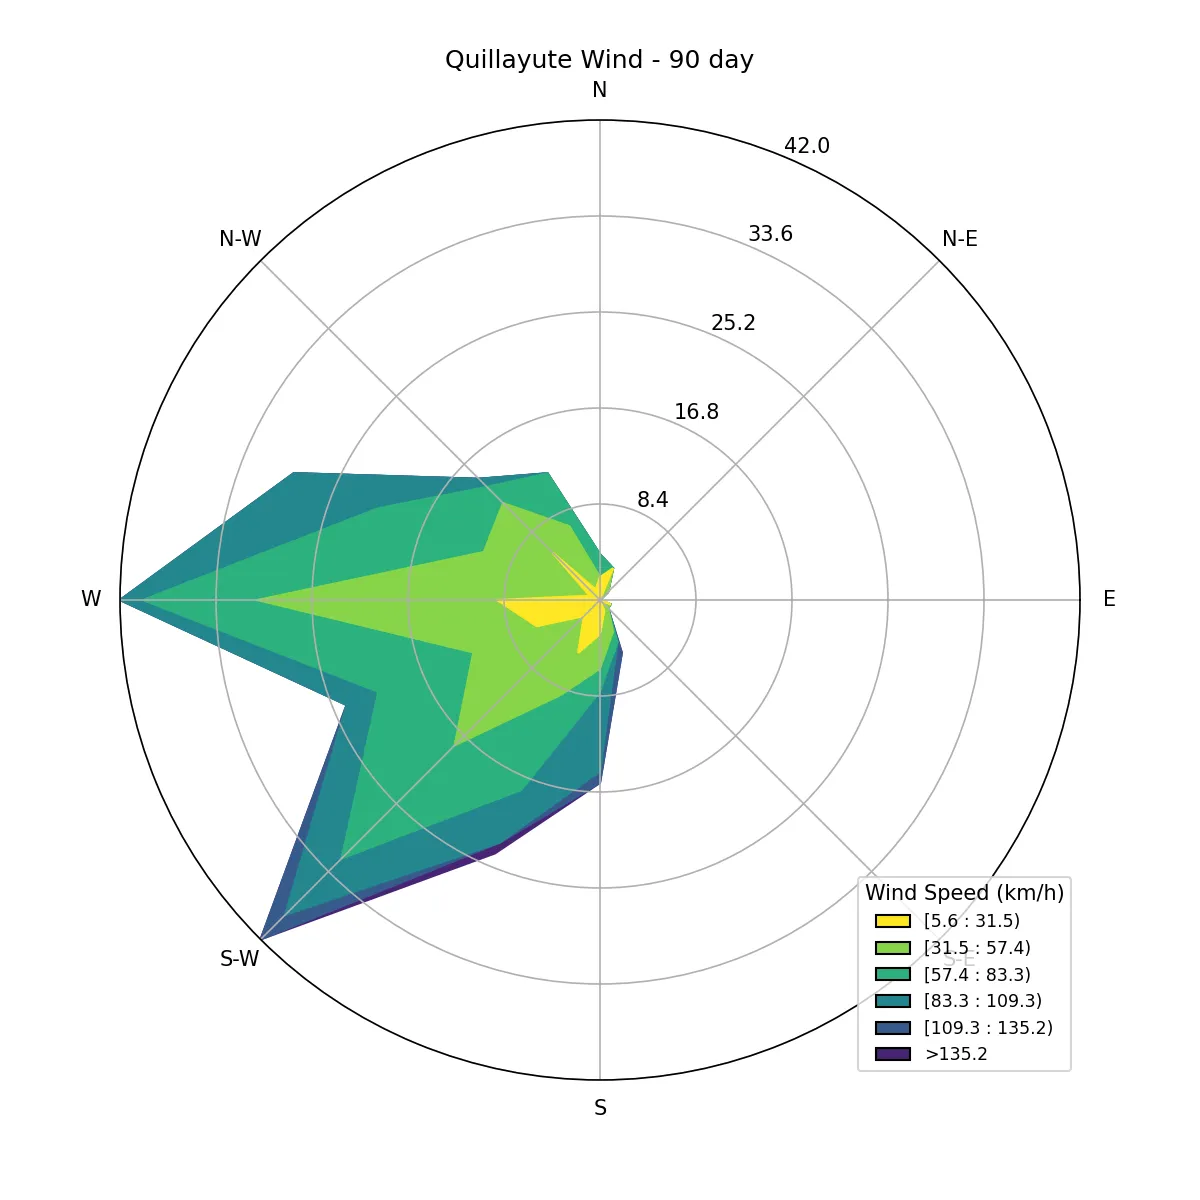 Quillayute Wind - 90 day
N
42.0
N-W
33.6
N-E
25.2
16.8
8.4
W
E
Wind Speed (km/h)
[5.6 : 31.5)
[31.5 : 57.4)
S-W
S-E
[57.4 : 83.3)
[83.3 : 109.3)
[109.3 : 135.2)
>135.2
S